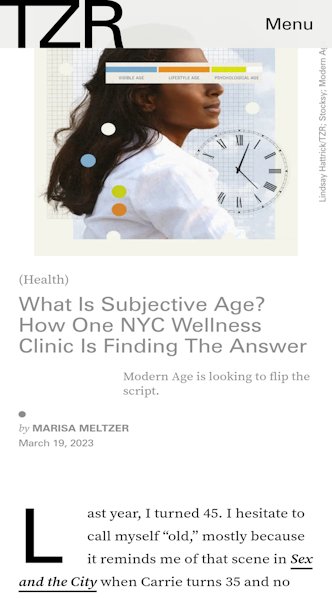 TZR
Menu
VISIBLE AGE
LIFESTYLE AGE
PSYCHOLOGICAL AGE
Lindsay Hattrick/TZR; Stocksy; Modern
(Health)
What Is Subjective Age?
How One NYC Wellness
Clinic Is Finding The Answer
Modern Age is looking to flip the
script.
by MARISA MELTZER
March 19, 2023
Last year, I turned 45. I hesitate to
call myself “old,” mostly because
it reminds me of that scene in Sex
and the City when Carrie turns 35 and no